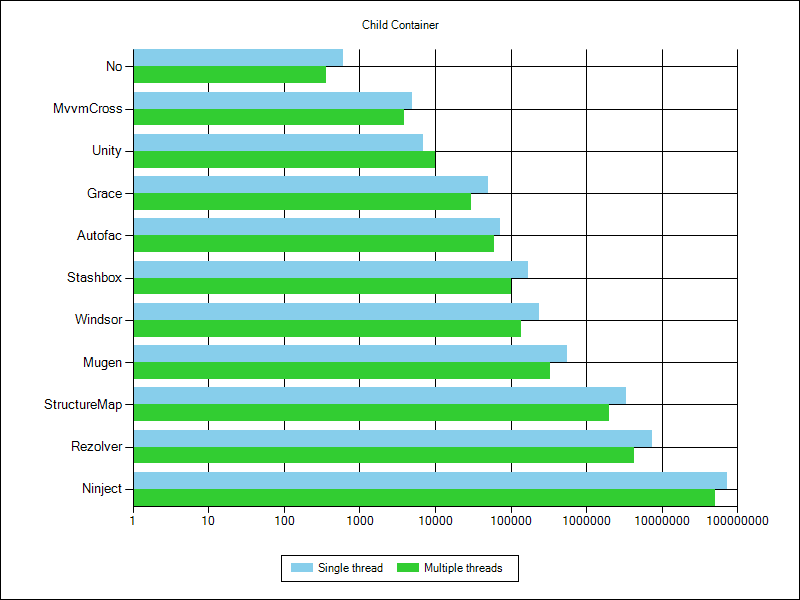 Child Container
No
MvvmCross
Unity
Grace
Autofac
Stashbox
Windsor
Mugen
StructureMap
Rezolver
Ninject
1 10 100 1000 10000 100000 1000000 10000000 100000000
Single thread Multiple threads